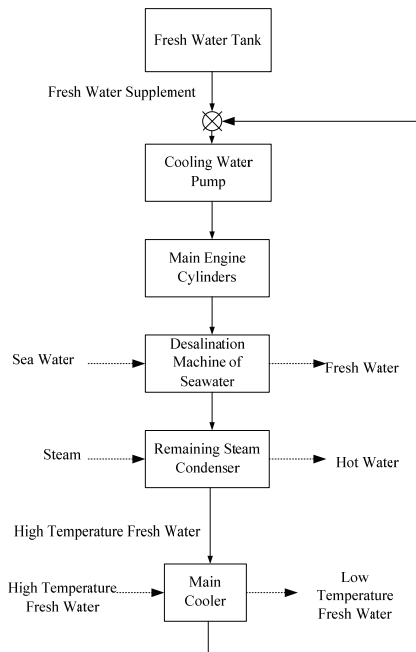 Fresh Water Tank
Fresh Water Supplement
Cooling Water
Pump
Main Engine
Cylinders
Desalination
Machine of
Seawater
Sea Water
Fresh Water
Remaining Steam
Condenser
Steam
Hot Water
High Temperature Fresh Water
High Temperature
Fresh Water
Main
Cooler
Low
Temperature
Fresh Water